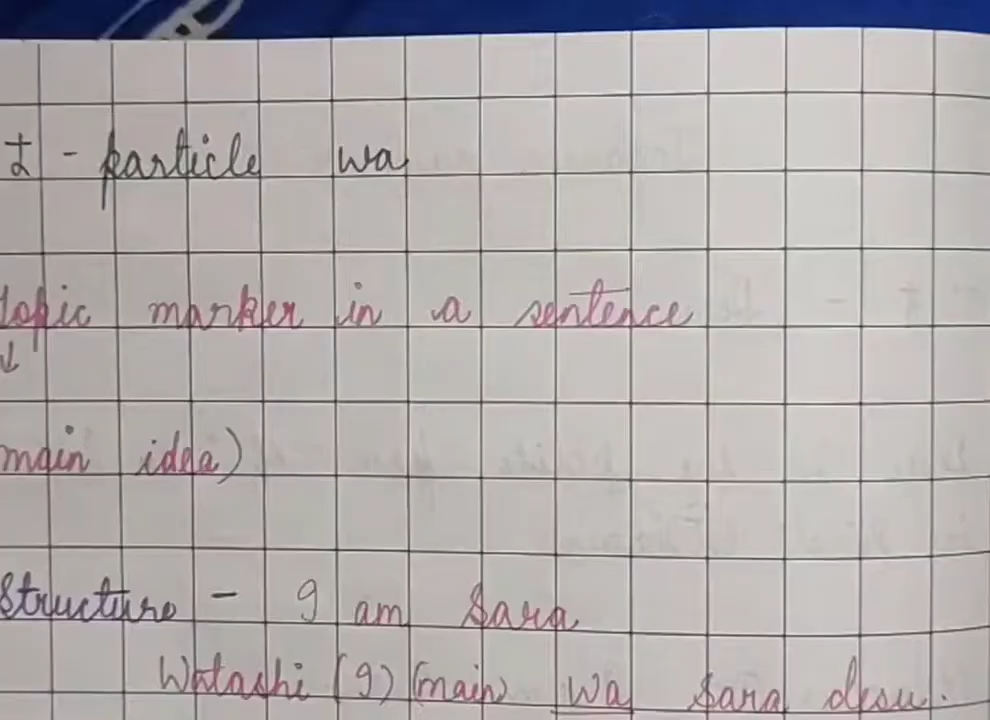 は - particle wa
topic marker in a sentence
↓
main idea)
Structure - I am Sara
Watashi (I) (main) wa Sara desu.